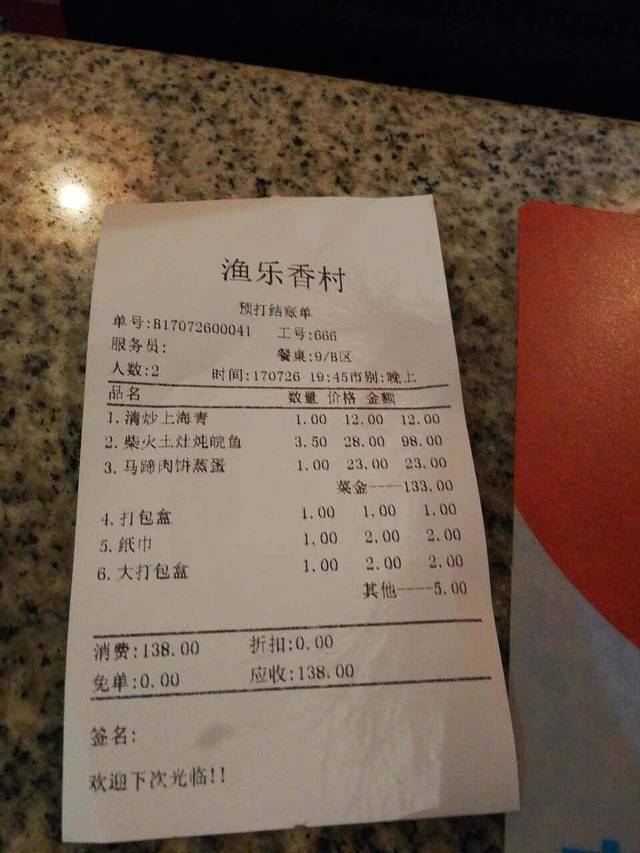 渔乐香村
预打结账单
单号:B17072600041 工号:666
服务员: 餐桌:9/B区
人数:2 时间:170726 19:45市别:晚上
品名 数量 价格 金额
1.清炒上海青 1.00 12.00 12.00
2.柴火土灶炖皖鱼 3.50 28.00 98.00
3.马蹄肉饼蒸蛋 1.00 23.00 23.00
菜金----133.00
4.打包盒 1.00 1.00 1.00
5.纸巾 1.00 2.00 2.00
6.大打包盒 1.00 2.00 2.00
其他----5.00
消费:138.00 折扣:0.00
免单:0.00 应收:138.00
签名:
欢迎下次光临!!